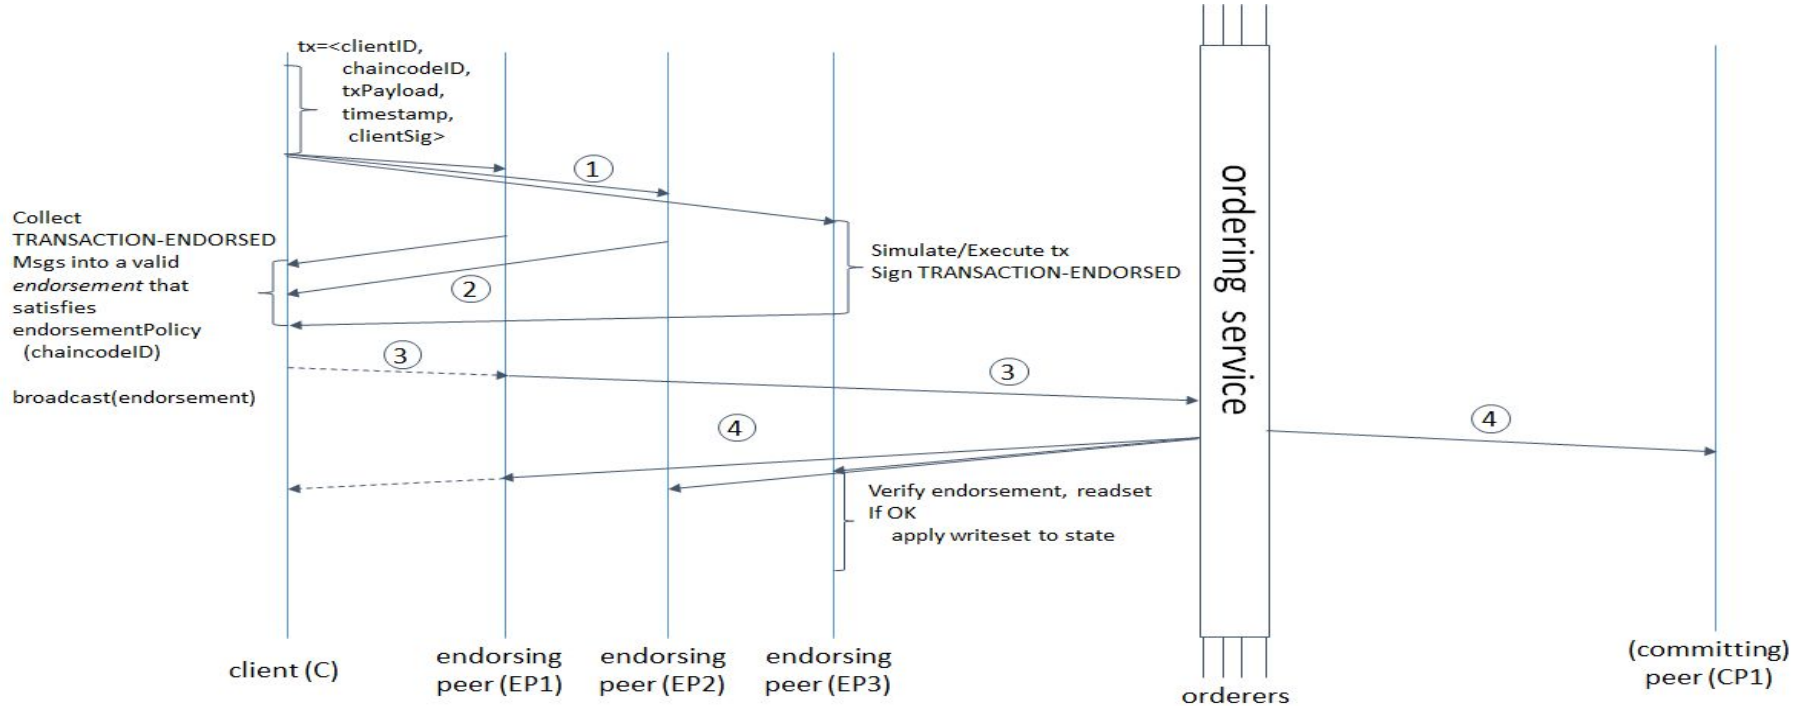 tx=<clientID,
chaincodeID,
txPayload,
timestamp,
clientSig>
1
Collect
TRANSACTION-ENDORSED
Msgs into a valid
endorsement that
satisfies
endorsementPolicy
(chaincodeID)
2
Simulate/Execute tx
Sign TRANSACTION-ENDORSED
ordering service
3
3
broadcast(endorsement)
4
4
Verify endorsement, readset
If OK
apply writeset to state
client (C)
endorsing
peer (EP1)
endorsing
peer (EP2)
endorsing
peer (EP3)
orderers
(committing)
peer (CP1)